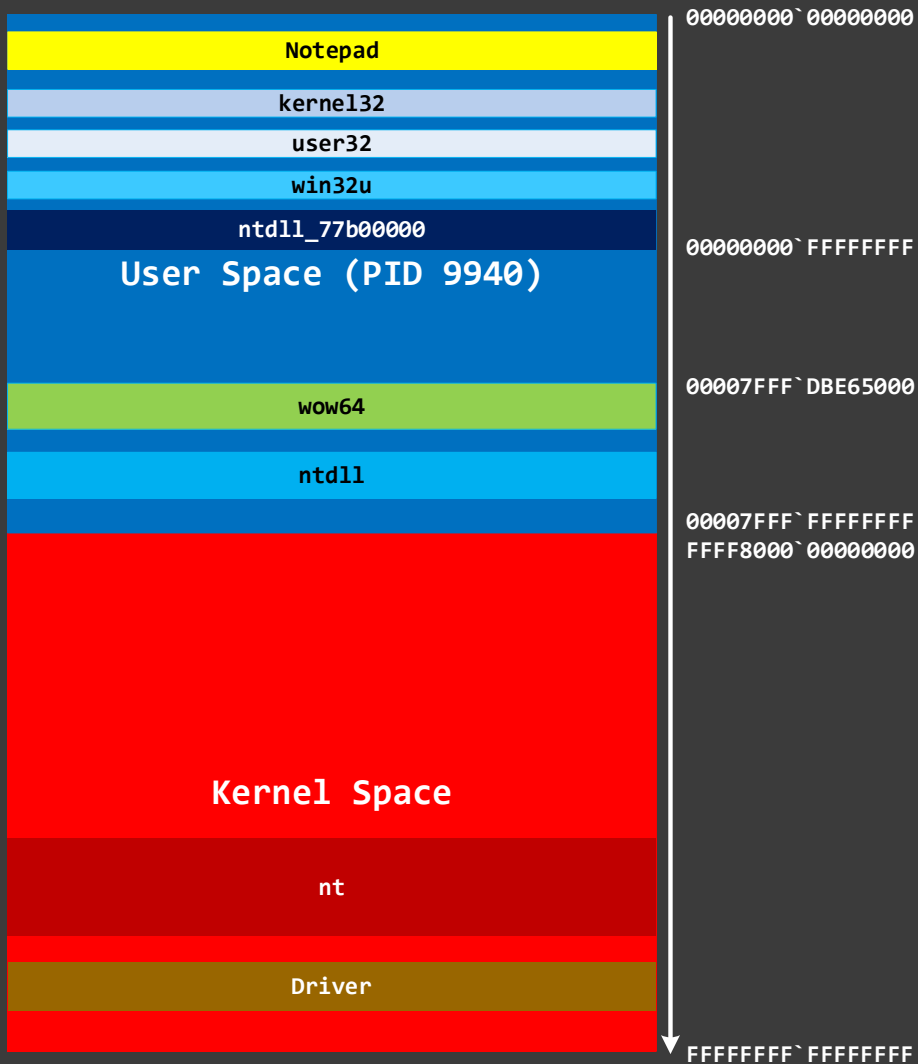 00000000`00000000
Notepad
kernel32
user32
win32u
ntdll_77b00000
00000000`FFFFFFFF
User Space (PID 9940)
00007FFF`DBE65000
wow64
ntdll
00007FFF`FFFFFFFF
FFFF8000`00000000
Kernel Space
nt
Driver
FFFFFFFF`FFFFFFFF